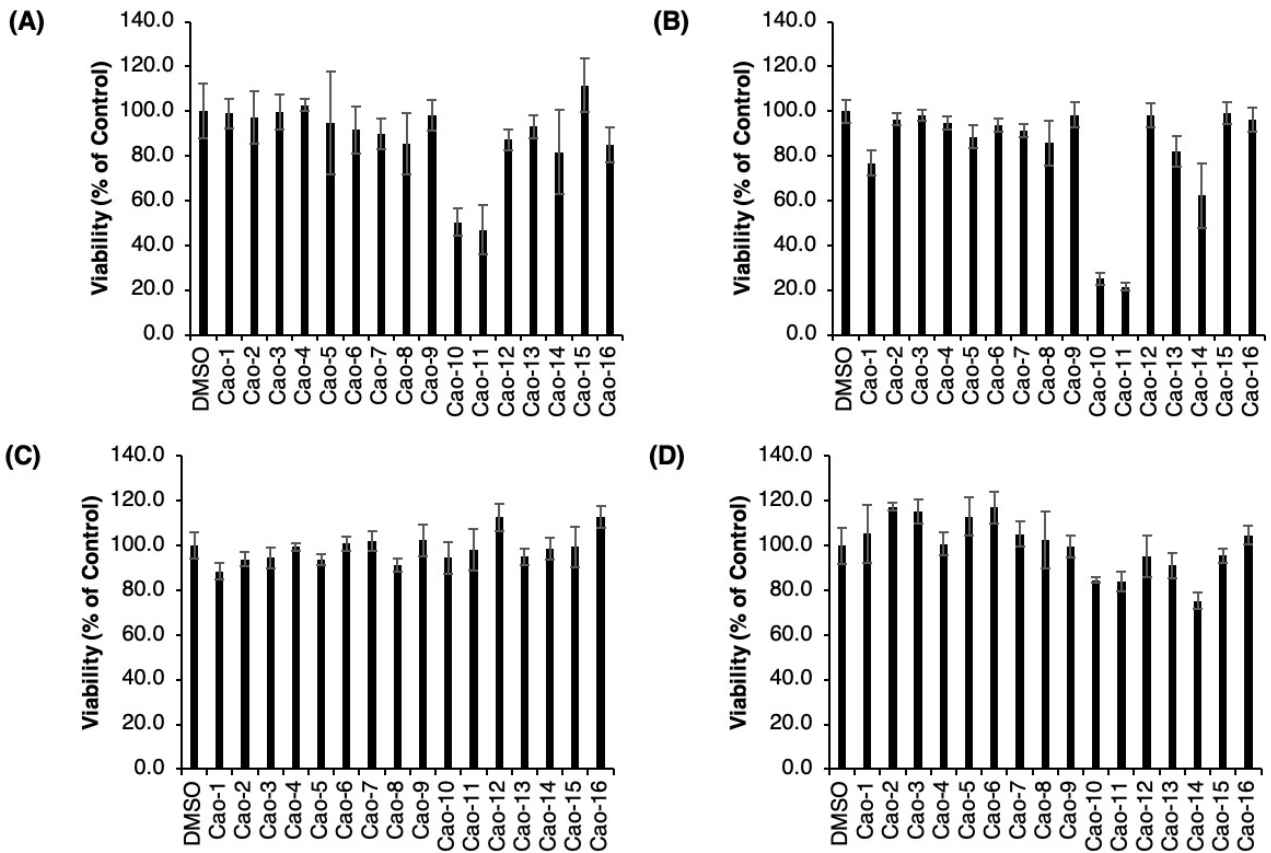 (A)
Viability (% of Control)
140.0
120.0
100.0
80.0
60.0
40.0
20.0
0.0
DMSO
Cao-1
Cao-2
Cao-3
Cao-4
Cao-5
Cao-6
Cao-7
Cao-8
Cao-9
Cao-10
Cao-11
Cao-12
Cao-13
Cao-14
Cao-15
Cao-16
(B)
Viability (% of Control)
140.0
120.0
100.0
80.0
60.0
40.0
20.0
0.0
DMSO
Cao-1
Cao-2
Cao-3
Cao-4
Cao-5
Cao-6
Cao-7
Cao-8
Cao-9
Cao-10
Cao-11
Cao-12
Cao-13
Cao-14
Cao-15
Cao-16
(C)
Viability (% of Control)
140.0
120.0
100.0
80.0
60.0
40.0
20.0
0.0
DMSO
Cao-1
Cao-2
Cao-3
Cao-4
Cao-5
Cao-6
Cao-7
Cao-8
Cao-9
Cao-10
Cao-11
Cao-12
Cao-13
Cao-14
Cao-15
Cao-16
(D)
Viability (% of Control)
140.0
120.0
100.0
80.0
60.0
40.0
20.0
0.0
DMSO
Cao-1
Cao-2
Cao-3
Cao-4
Cao-5
Cao-6
Cao-7
Cao-8
Cao-9
Cao-10
Cao-11
Cao-12
Cao-13
Cao-14
Cao-15
Cao-16